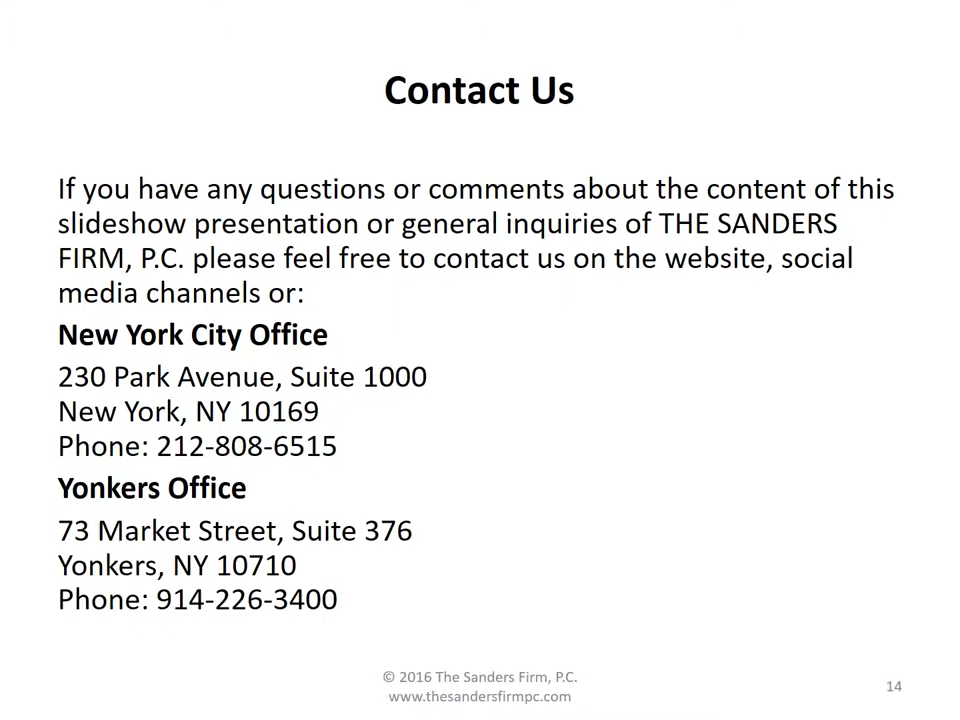 Contact Us
If you have any questions or comments about the content of this
slideshow presentation or general inquiries of THE SANDERS
FIRM, P.C. please feel free to contact us on the website, social
media channels or:
New York City Office
230 Park Avenue, Suite 1000
New York, NY 10169
Phone: 212-808-6515
Yonkers Office
73 Market Street, Suite 376
Yonkers, NY 10710
Phone: 914-226-3400
© 2016 The Sanders Firm, P.C.
www.thesandersfirmpc.com
14